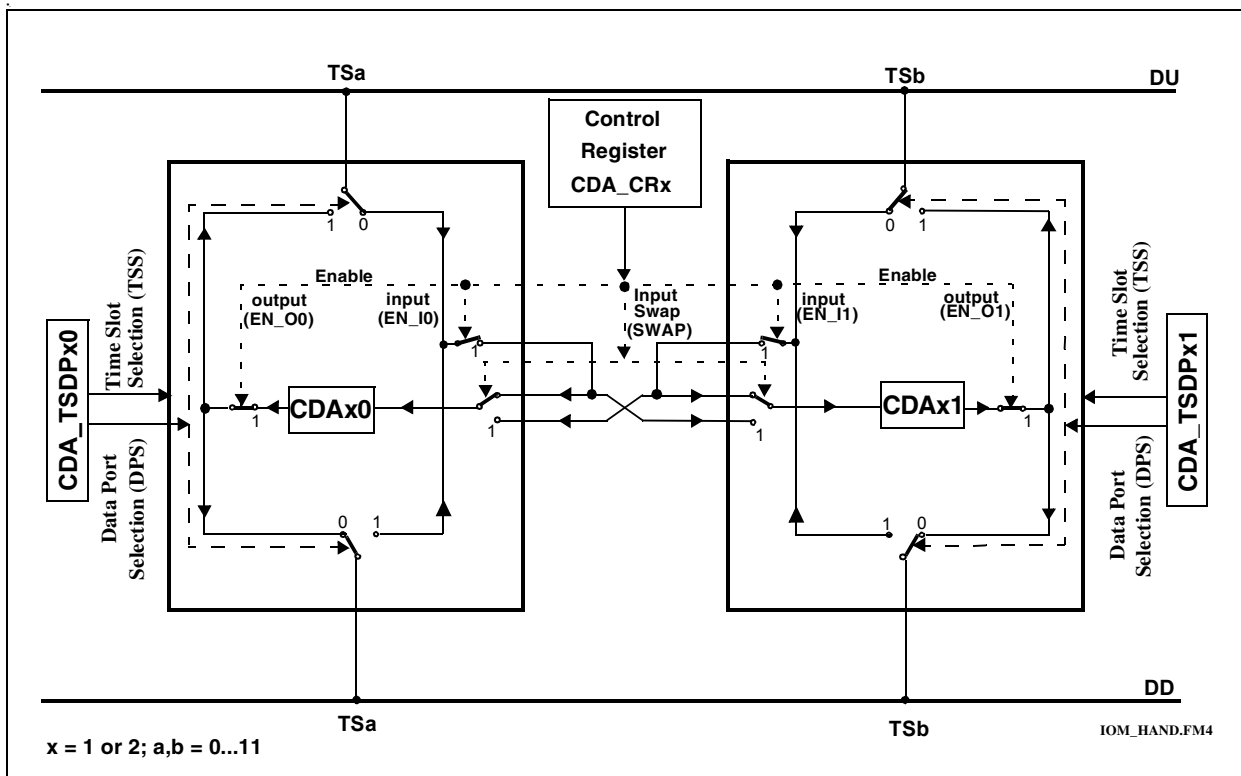 TSa
TSb
DU
Control
Register
CDA_CRx
1
0
0
1
Enable
Enable
output
(EN_O0)
input
(EN_I0)
Input
Swap
(SWAP)
input
(EN_I1)
output
(EN_O1)
Time Slot
Selection (TSS)
Time Slot
Selection (TSS)
CDA_TSDPx0
CDA_TSDPx1
1
1
1
CDAx0
1
1
CDAx1
1
Data Port
Selection (DPS)
Data Port
Selection (DPS)
0
1
1
0
DD
TSa
TSb
IOM_HAND.FM4
x = 1 or 2; a,b = 0...11